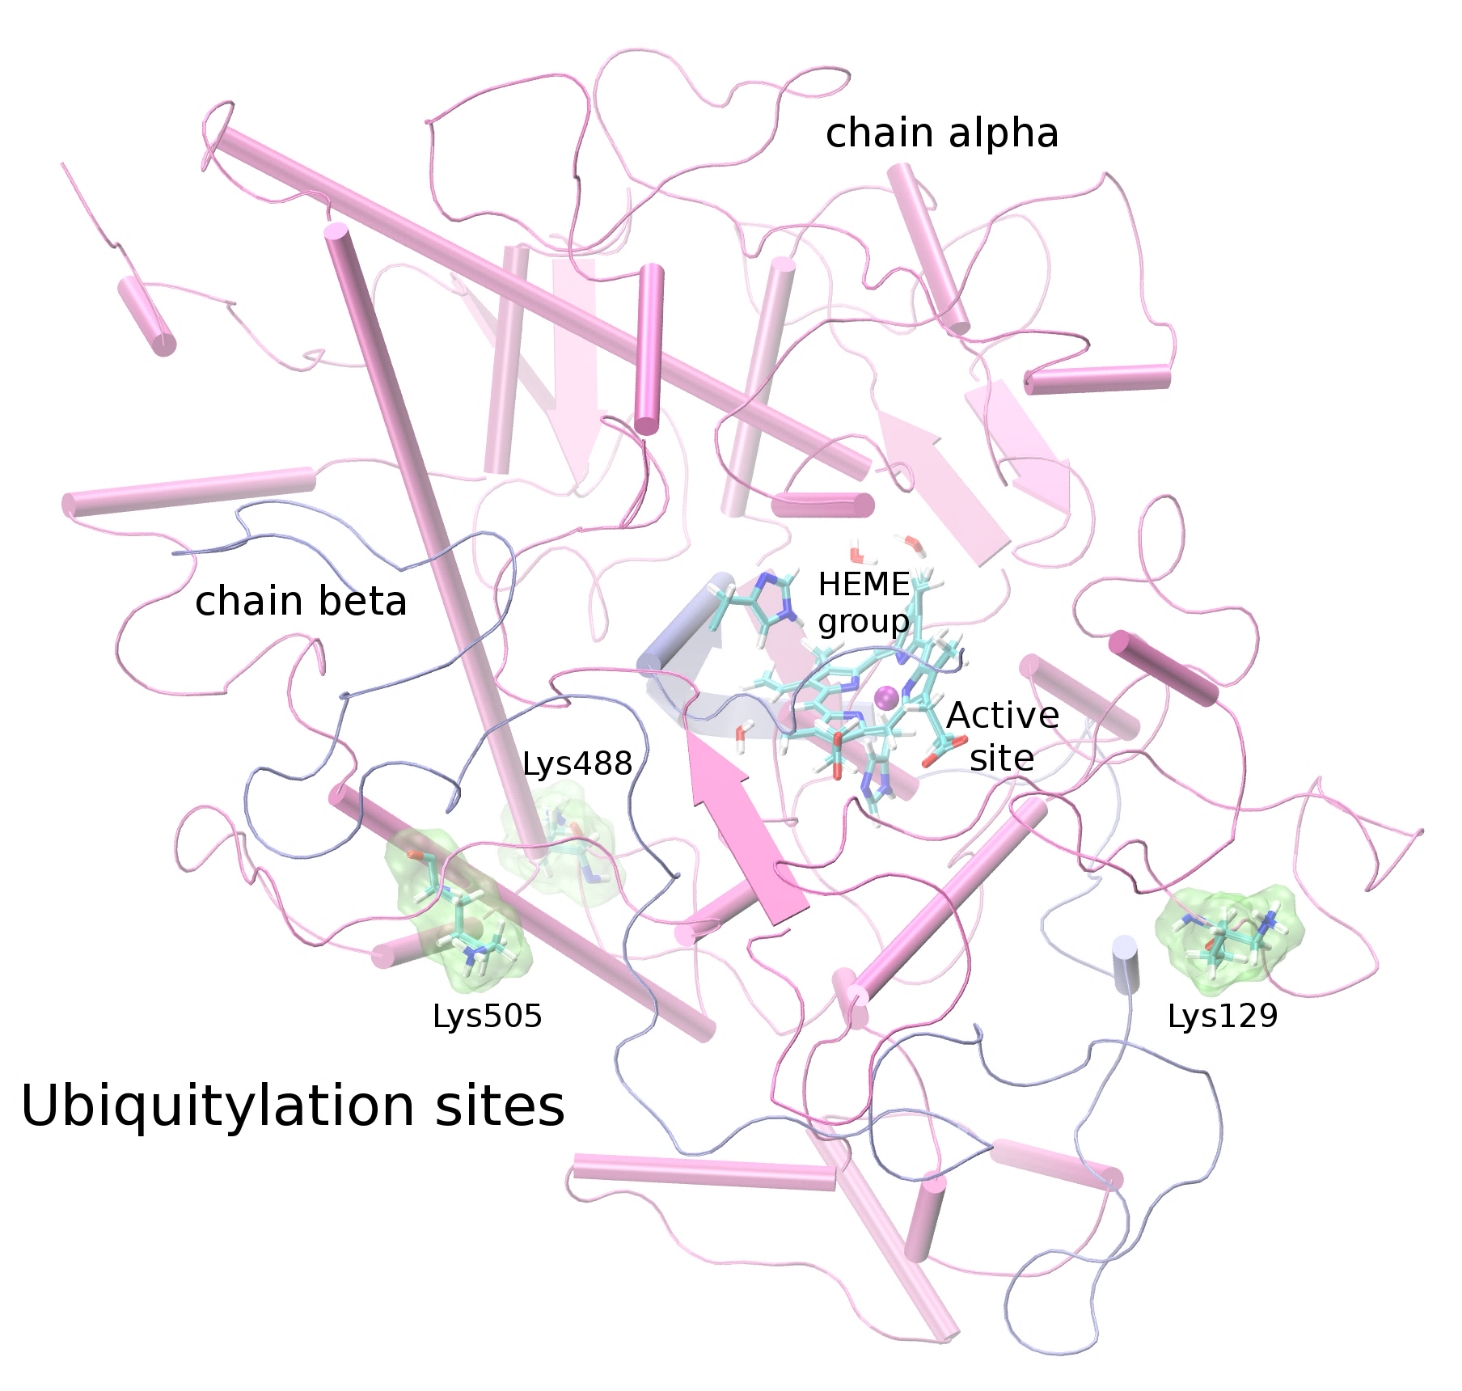 chain alpha
HEME
group
chain beta
Active
site
Lys488
Lys505
Lys129
Ubiquitylation sites